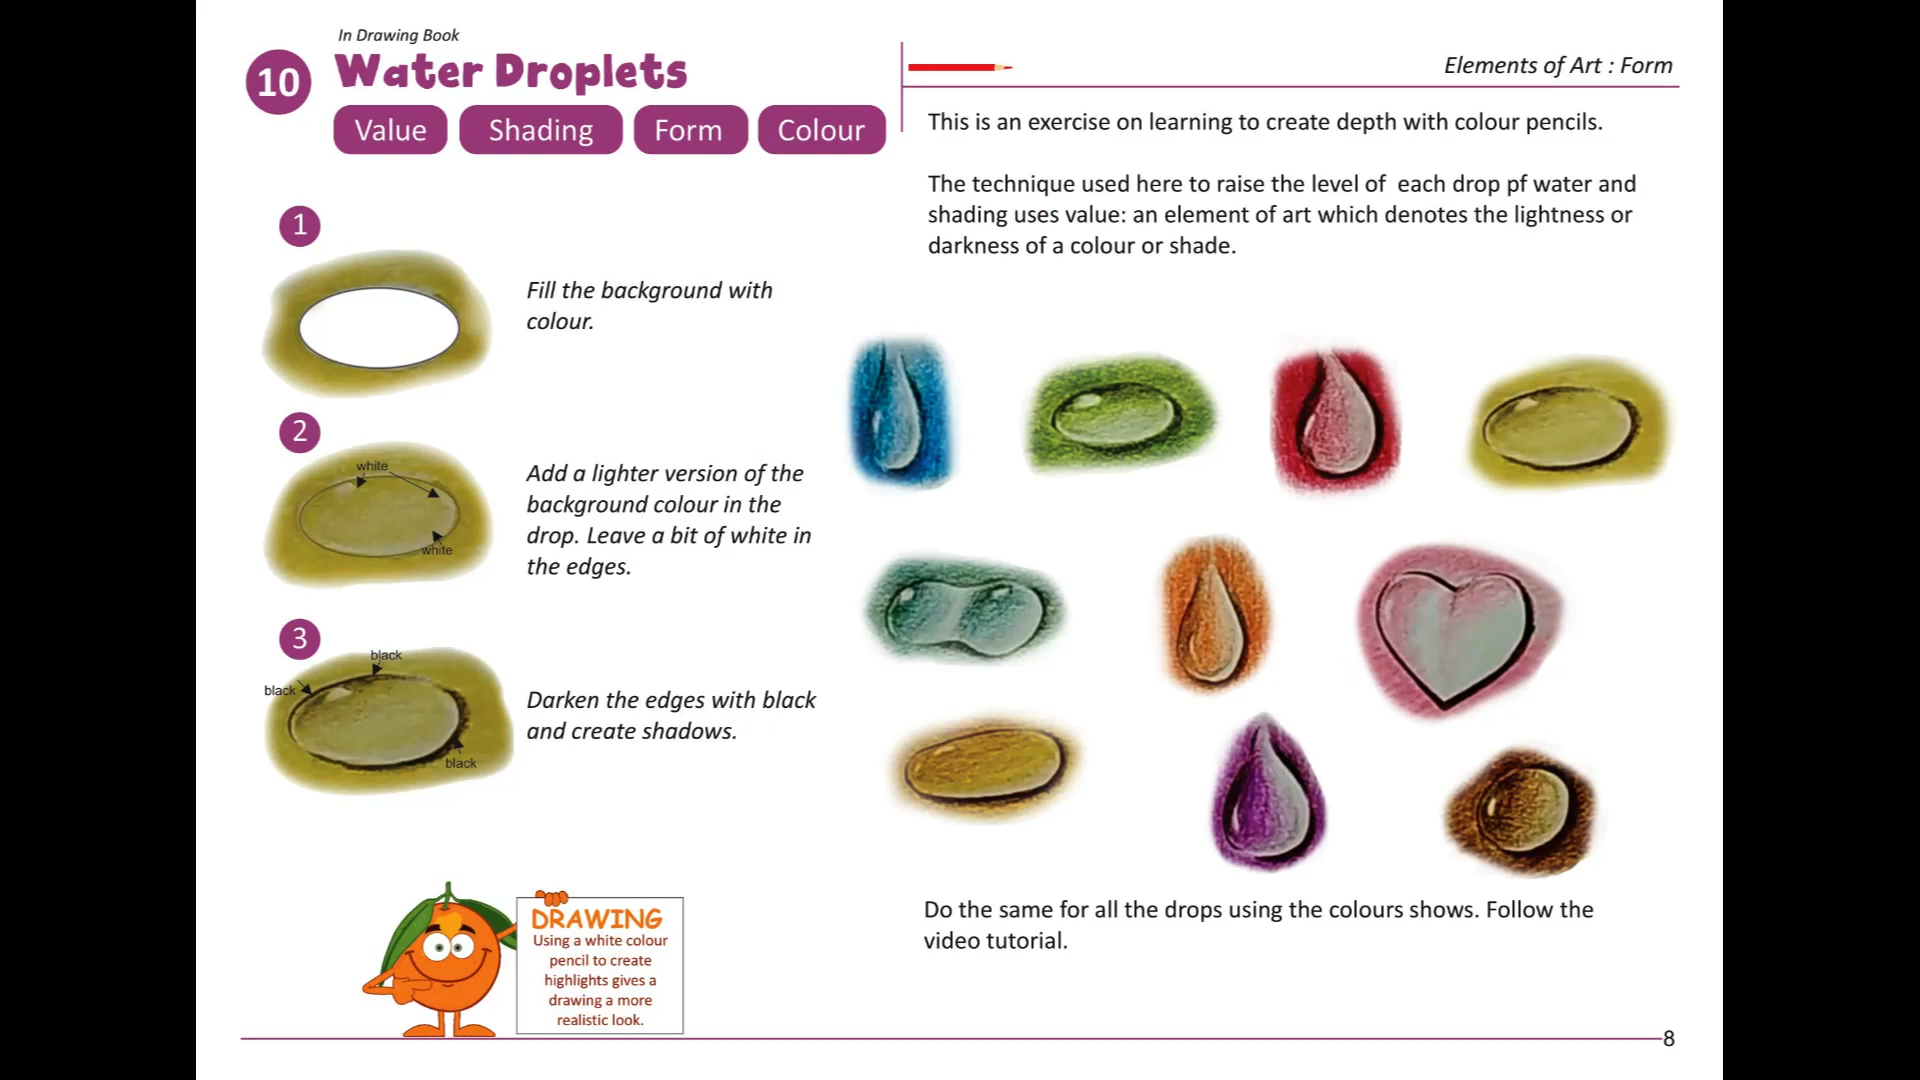 In Drawing Book
10
Water Droplets
Value
Shading
Form
Colour
Elements of Art : Form
This is an exercise on learning to create depth with colour pencils.
The technique used here to raise the level of  each drop pf water and
shading uses value: an element of art which denotes the lightness or
darkness of a colour or shade.
1
Fill the background with
colour.
2
white
white
Add a lighter version of the
background colour in the
drop. Leave a bit of white in
the edges.
3
black
black
black
Darken the edges with black
and create shadows.
DRAWING
Using a white colour
pencil to create
highlights gives a
drawing a more
realistic look.
Do the same for all the drops using the colours shows. Follow the
video tutorial.
8